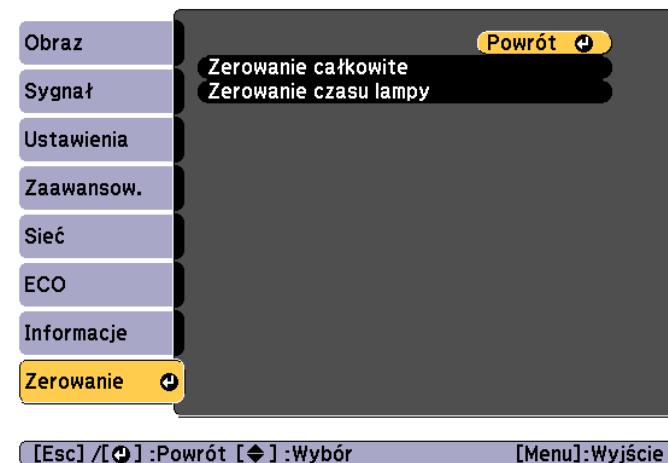 Obraz
Sygnał
Ustawienia
Zaawansow.
Sieć
ECO
Informacje
Zerowanie
Powrót
Zerowanie całkowite
Zerowanie czasu lampy
[Esc] /[⏎] :Powrót [◆] :Wybór [Menu]:Wyjście